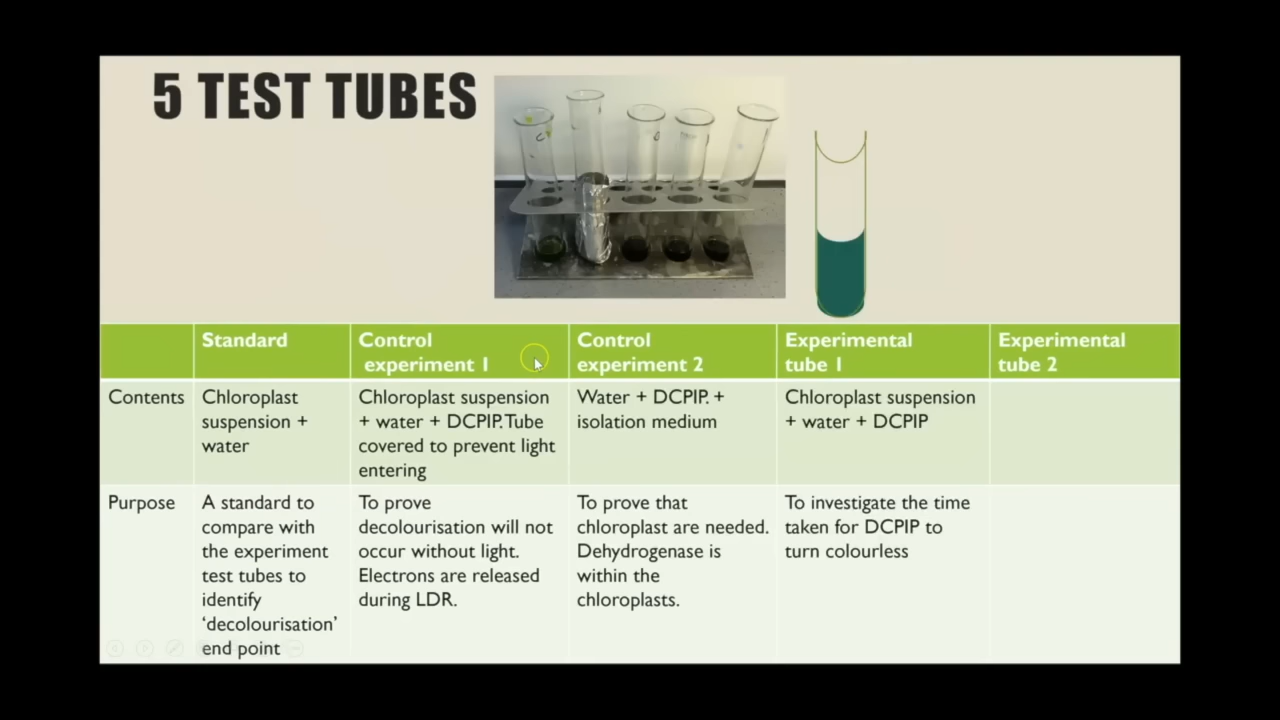 5 TEST TUBES
Standard
Control
experiment 1
Control
experiment 2
Experimental
tube 1
Experimental
tube 2
Contents
Chloroplast
suspension +
water
Chloroplast suspension
+ water + DCPIP. Tube
covered to prevent light
entering
Water + DCPIP. +
isolation medium
Chloroplast suspension
+ water + DCPIP
Purpose
A standard to
compare with
the experiment
test tubes to
identify
‘decolourisation’
end point
To prove
decolourisation will not
occur without light.
Electrons are released
during LDR.
To prove that
chloroplast are needed.
Dehydrogenase is
within the
chloroplasts.
To investigate the time
taken for DCPIP to
turn colourless